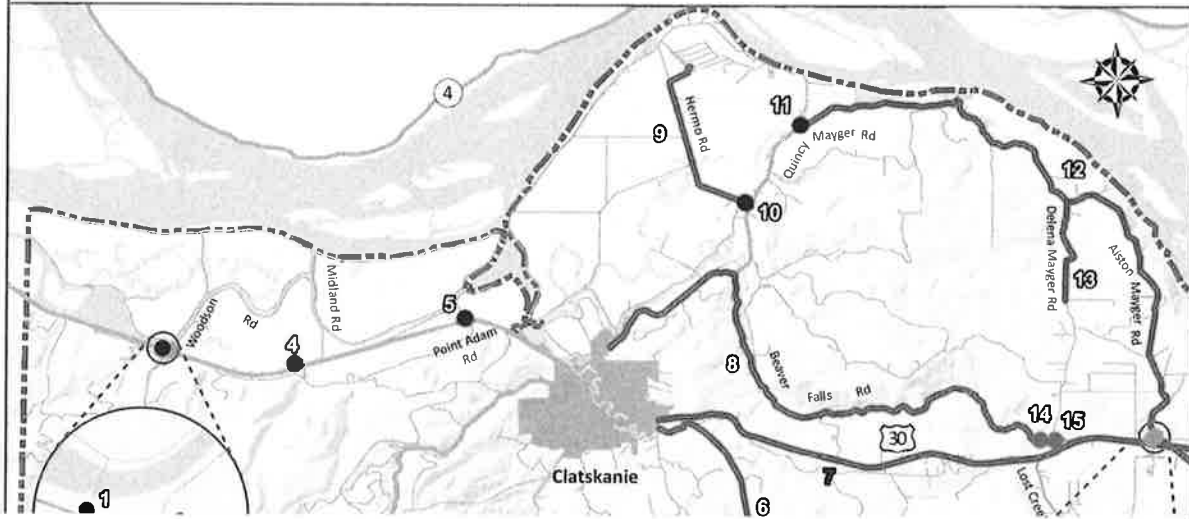 4
11
Hermo Rd
9
Quincy
Mayger Rd
12
10
Delena Mayger Rd
Alston
Mayger Rd
13
Midland Rd
Woodson
Rd
5
4
Point Adam
Rd
8
Beaver
Falls Rd
14 15
30
Clatskanie
7
6
Lost Creek
1